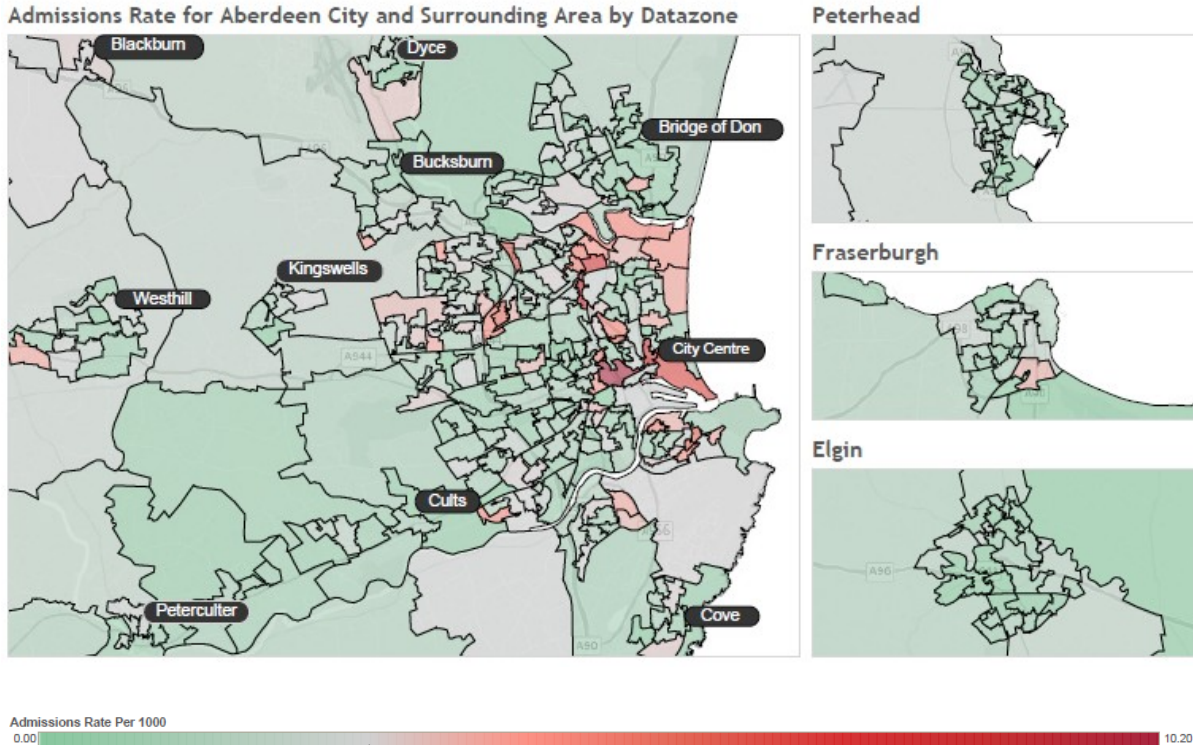 Admissions Rate for Aberdeen City and Surrounding Area by Datazone
Blackburn
Dyce
Bridge of Don
Bucksburn
Kingswells
Westhill
A944
City Centre
Cults
Peterculter
Cove
A90
Peterhead
Fraserburgh
A98
Elgin
A96
Admissions Rate Per 1000
0.00
10.20